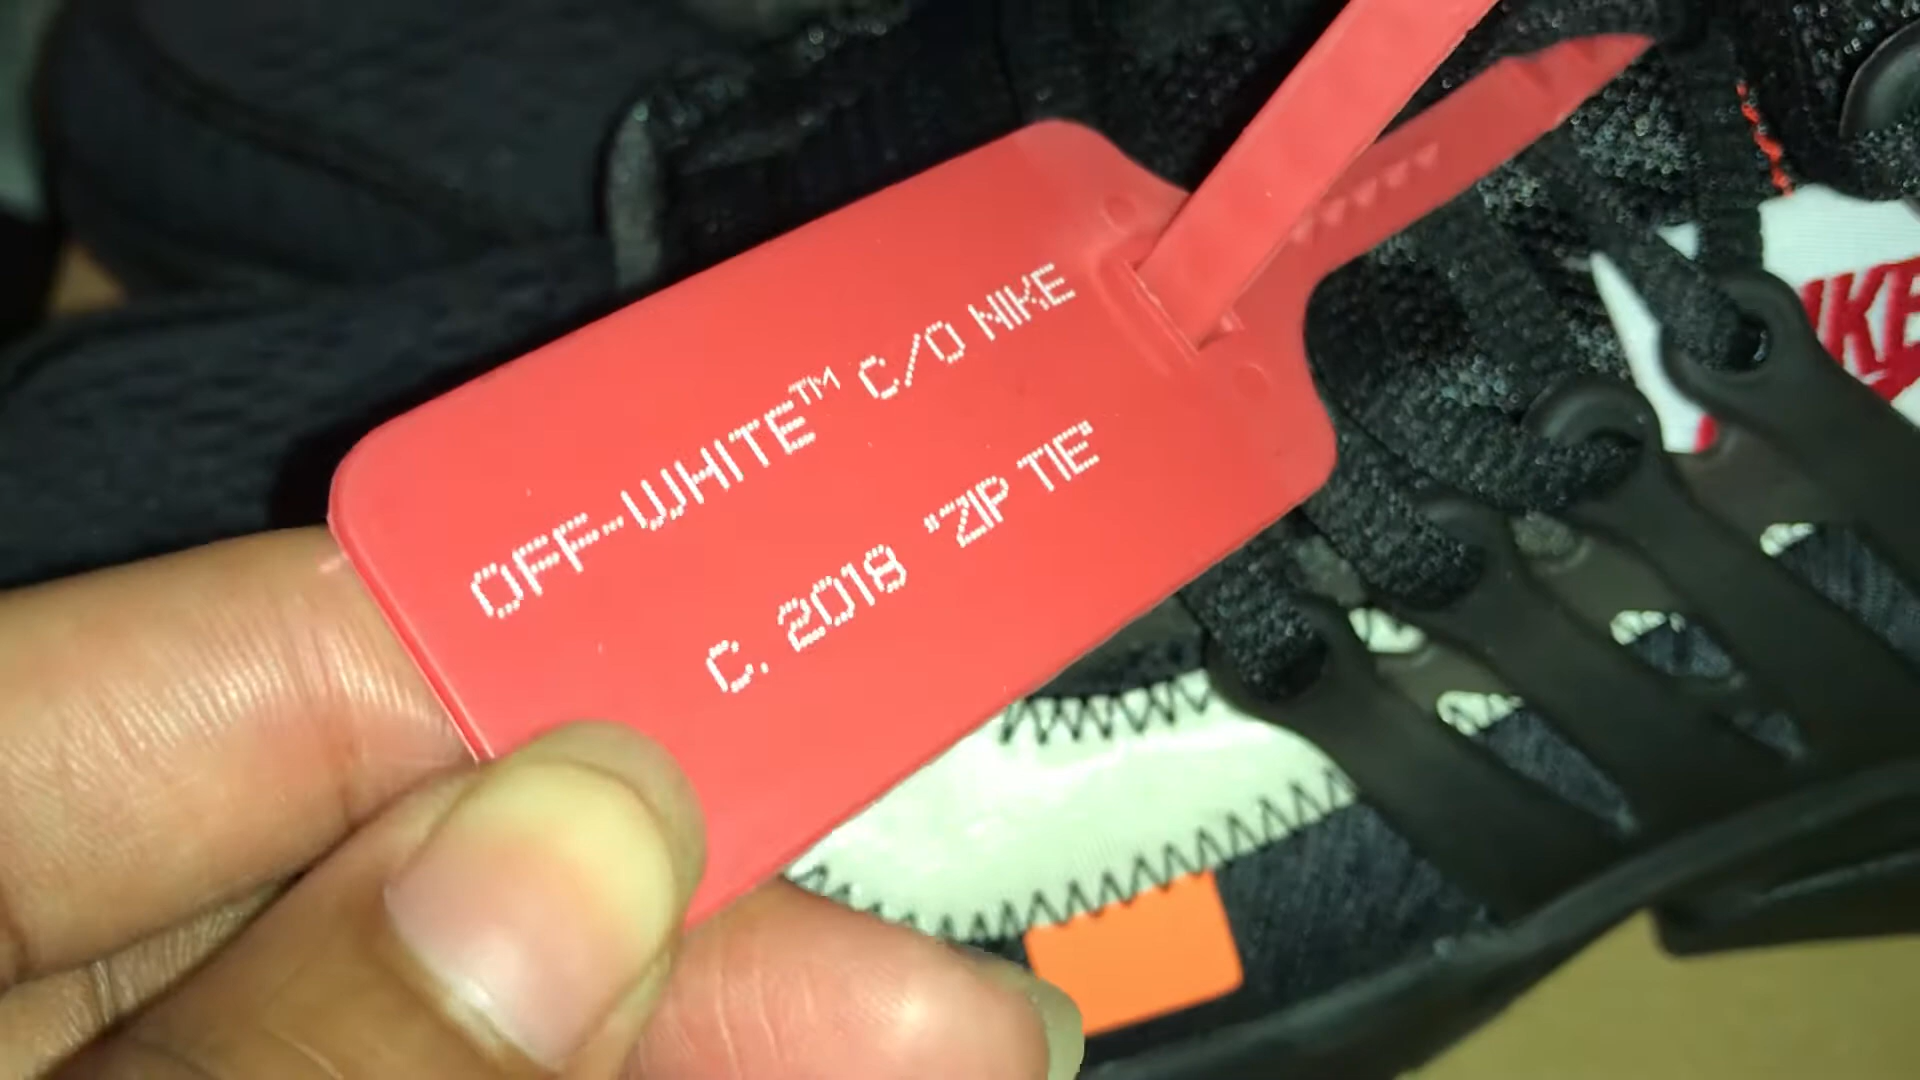 OFF-WHITE™ C/O NIKE
C. 2018 "ZIP TIE"